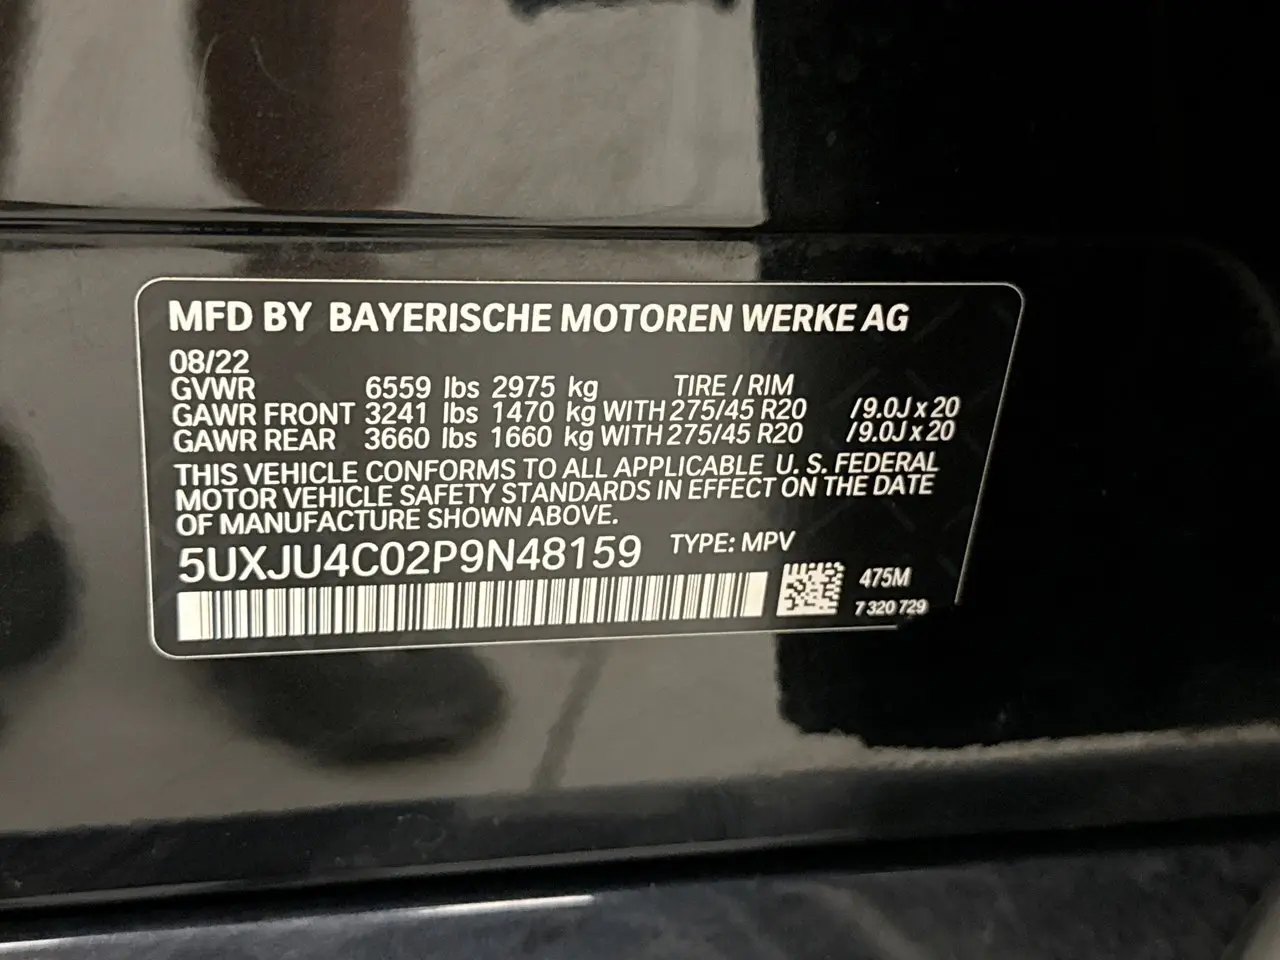 MFD BY BAYERISCHE MOTOREN WERKE AG
08/22
GVWR 6559 lbs 2975 kg TIRE / RIM
GAWR FRONT 3241 lbs 1470 kg WITH 275/45 R20 /9.0J x 20
GAWR REAR 3660 lbs 1660 kg WITH 275/45 R20 /9.0J x 20
THIS VEHICLE CONFORMS TO ALL APPLICABLE U. S. FEDERAL
MOTOR VEHICLE SAFETY STANDARDS IN EFFECT ON THE DATE
OF MANUFACTURE SHOWN ABOVE.
5UXJU4C02P9N48159 TYPE: MPV
475M
7 320 729